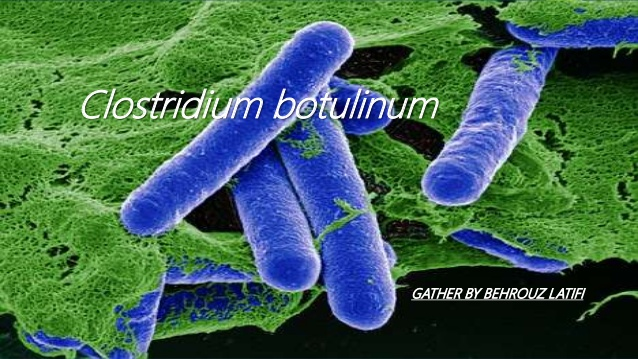 Clostridium botulinum
GATHER BY BEHROUZ LATIFI